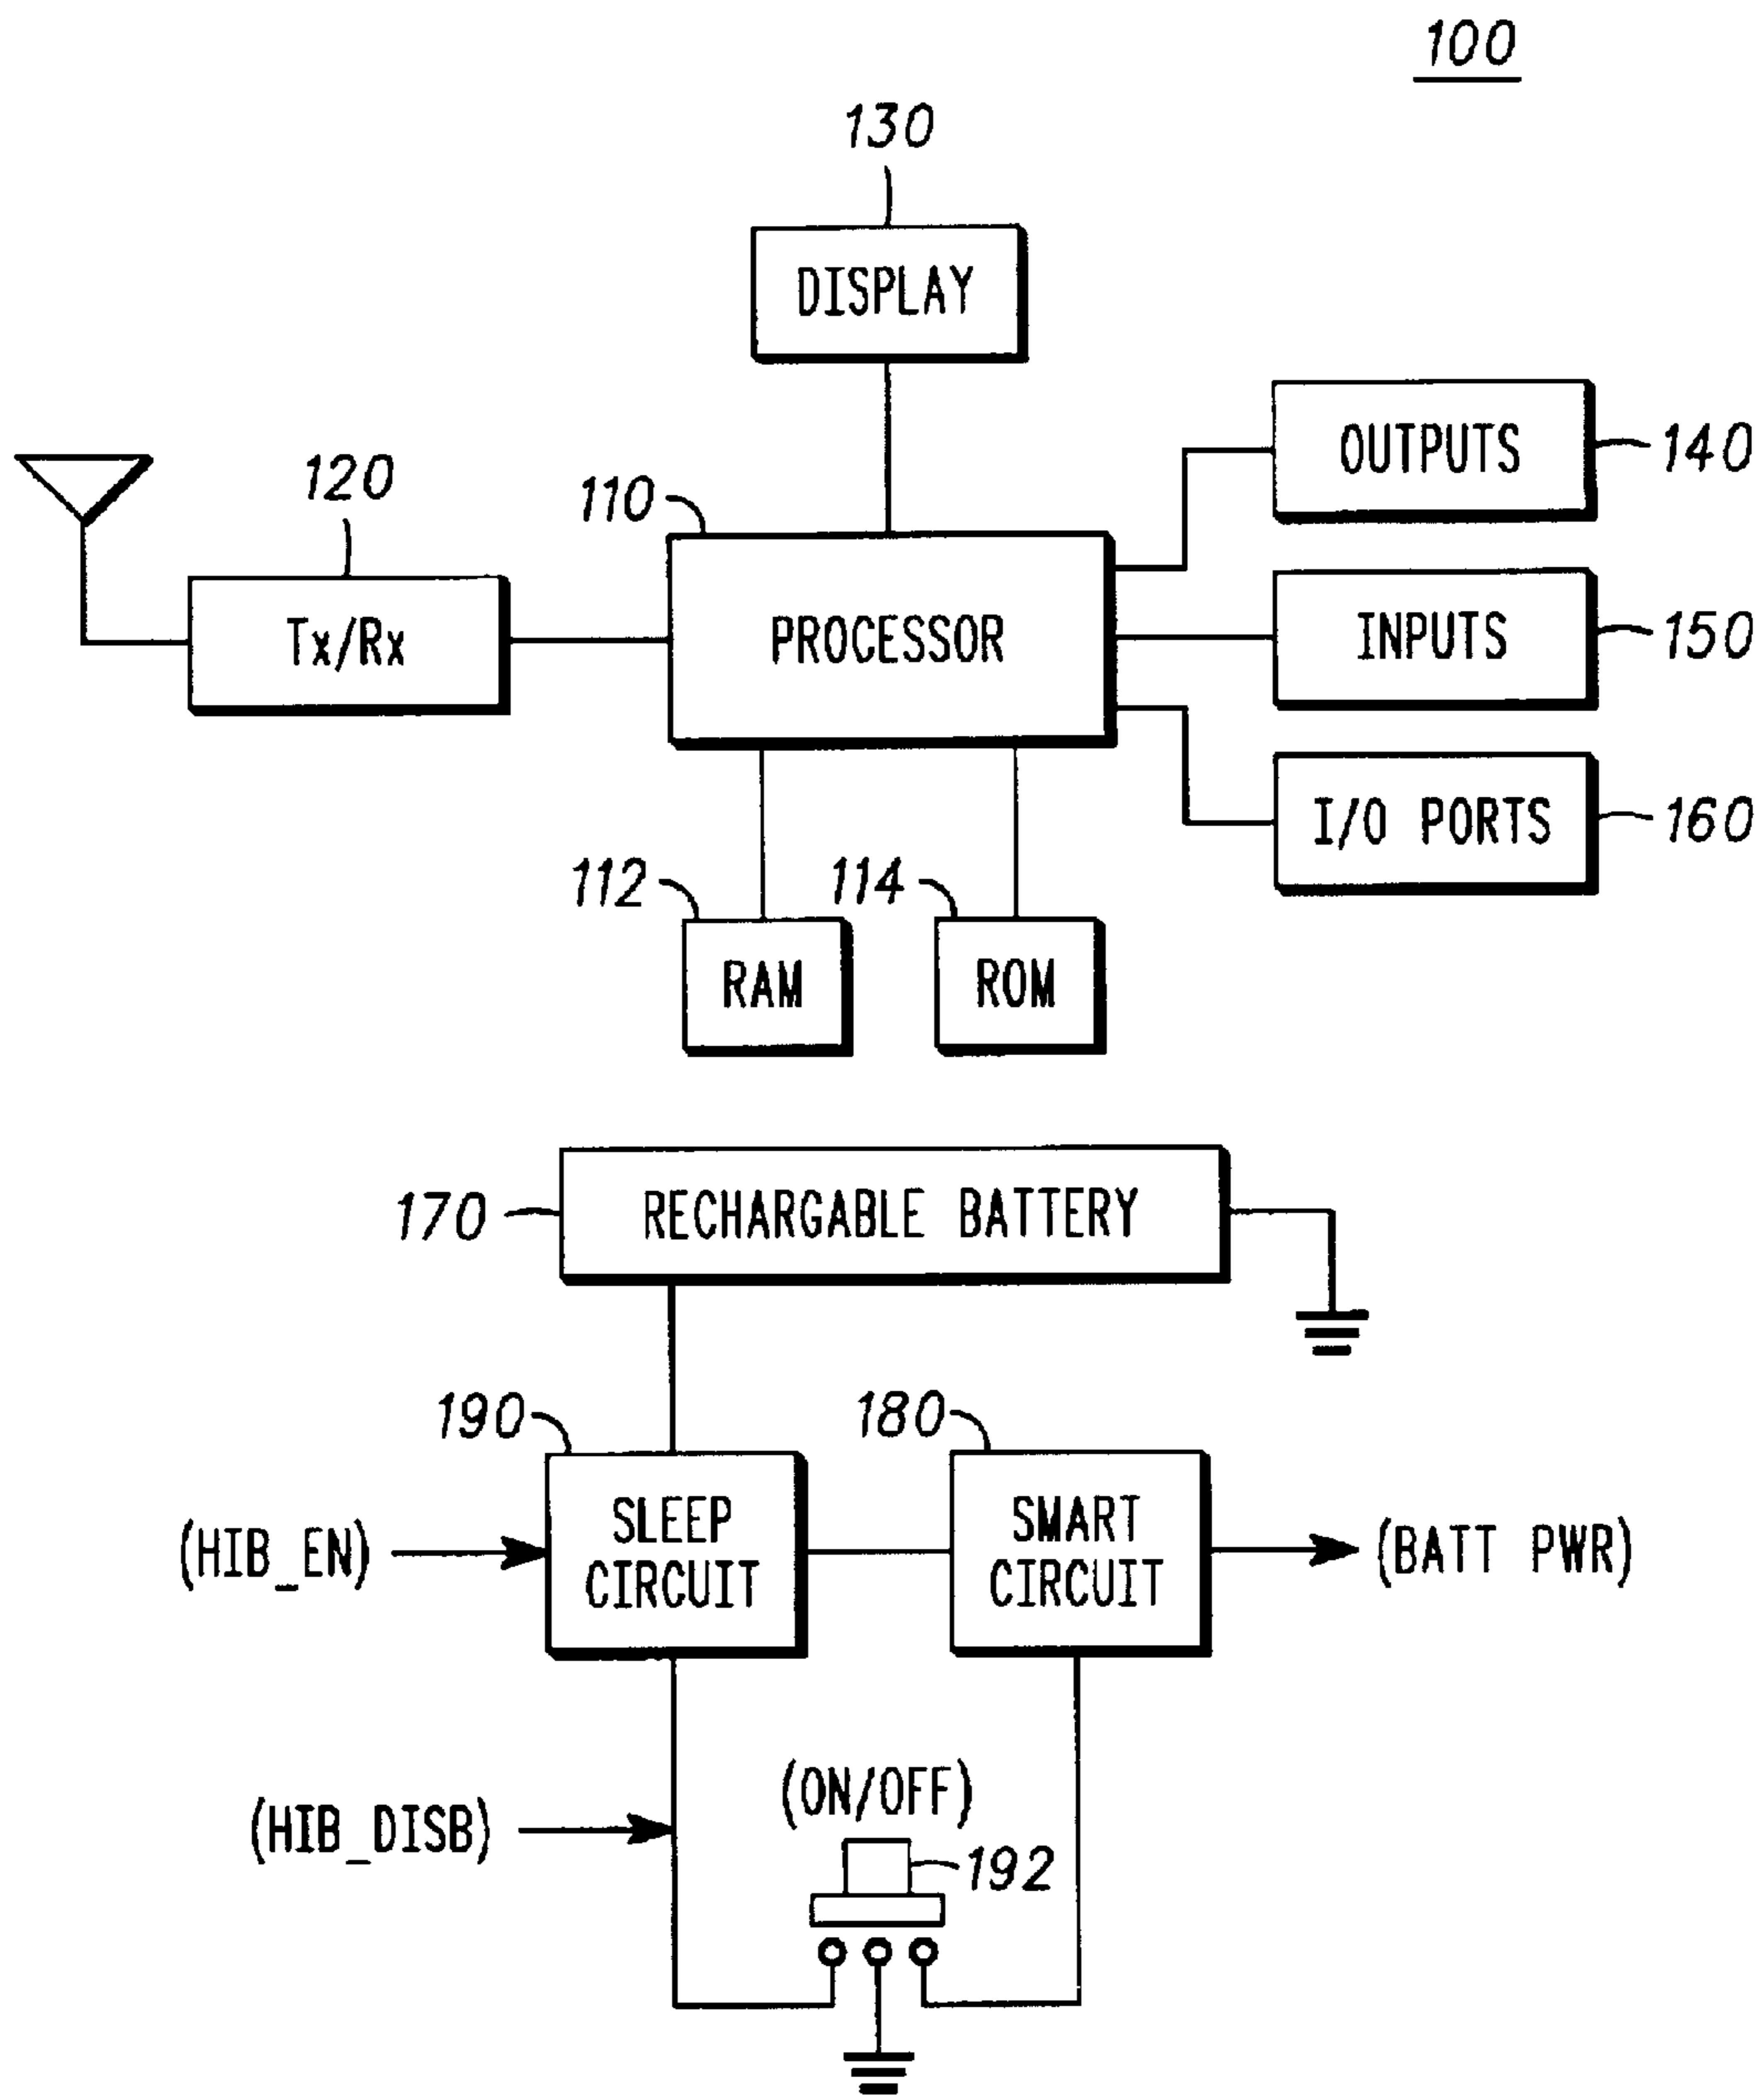 100
130
DISPLAY
OUTPUTS
140
120
110
Tx/Rx
PROCESSOR
INPUTS
150
I/O PORTS
160
112
114
RAM
ROM
170
RECHARGABLE BATTERY
190
180
SLEEP
CIRCUIT
SMART
CIRCUIT
(HIB_EN)
(BATT PWR)
(ON/OFF)
(HIB_DISB)
192